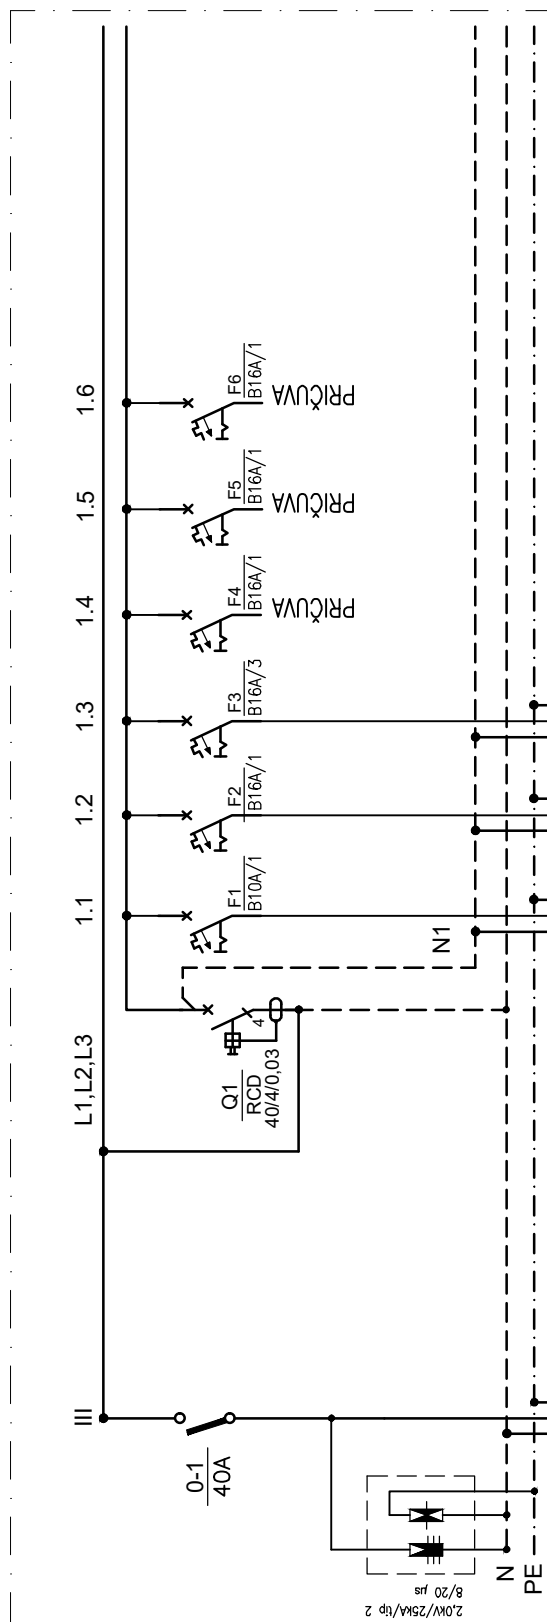 1.6
F6
B16A/1
PRIČUVA
1.5
F5
B16A/1
PRIČUVA
1.4
F4
B16A/1
PRIČUVA
1.3
F3
B16A/3
1.2
F2
B16A/1
1.1
F1
B10A/1
N1
L1,L2,L3
4
Q1
RCD
40/4/0,03
III
0-1
40A
N
PE
2,0kV/25kA/tip 2
8/20 µs